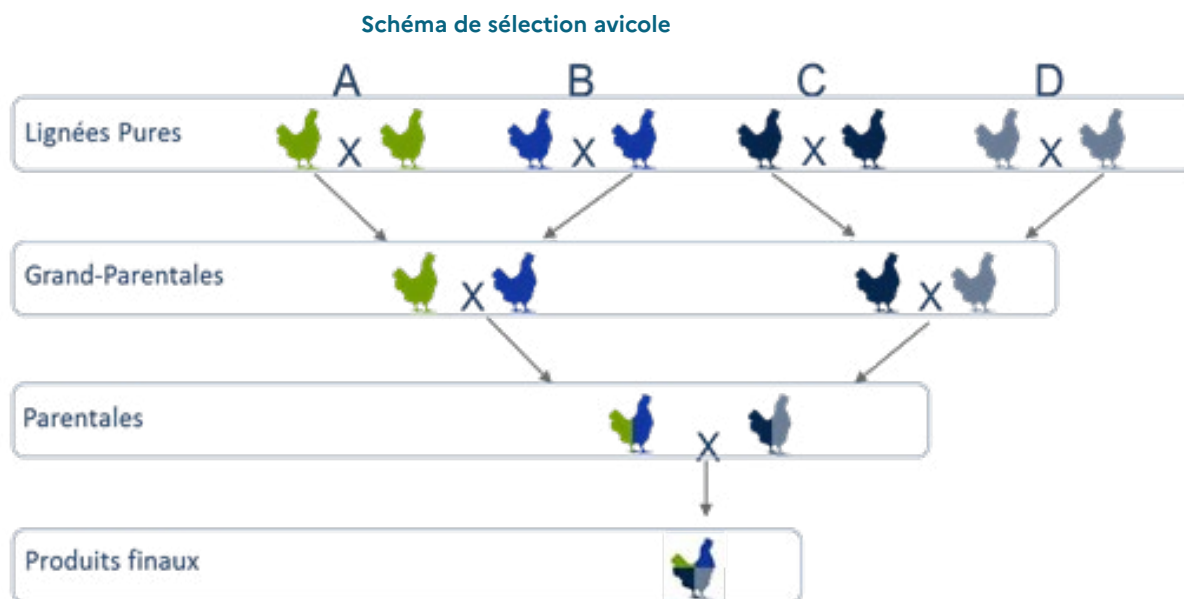 Schéma de sélection avicole
A B C D
Lignées Pures X X X X
Grand-Parentales X X
Parentales X
Produits finaux